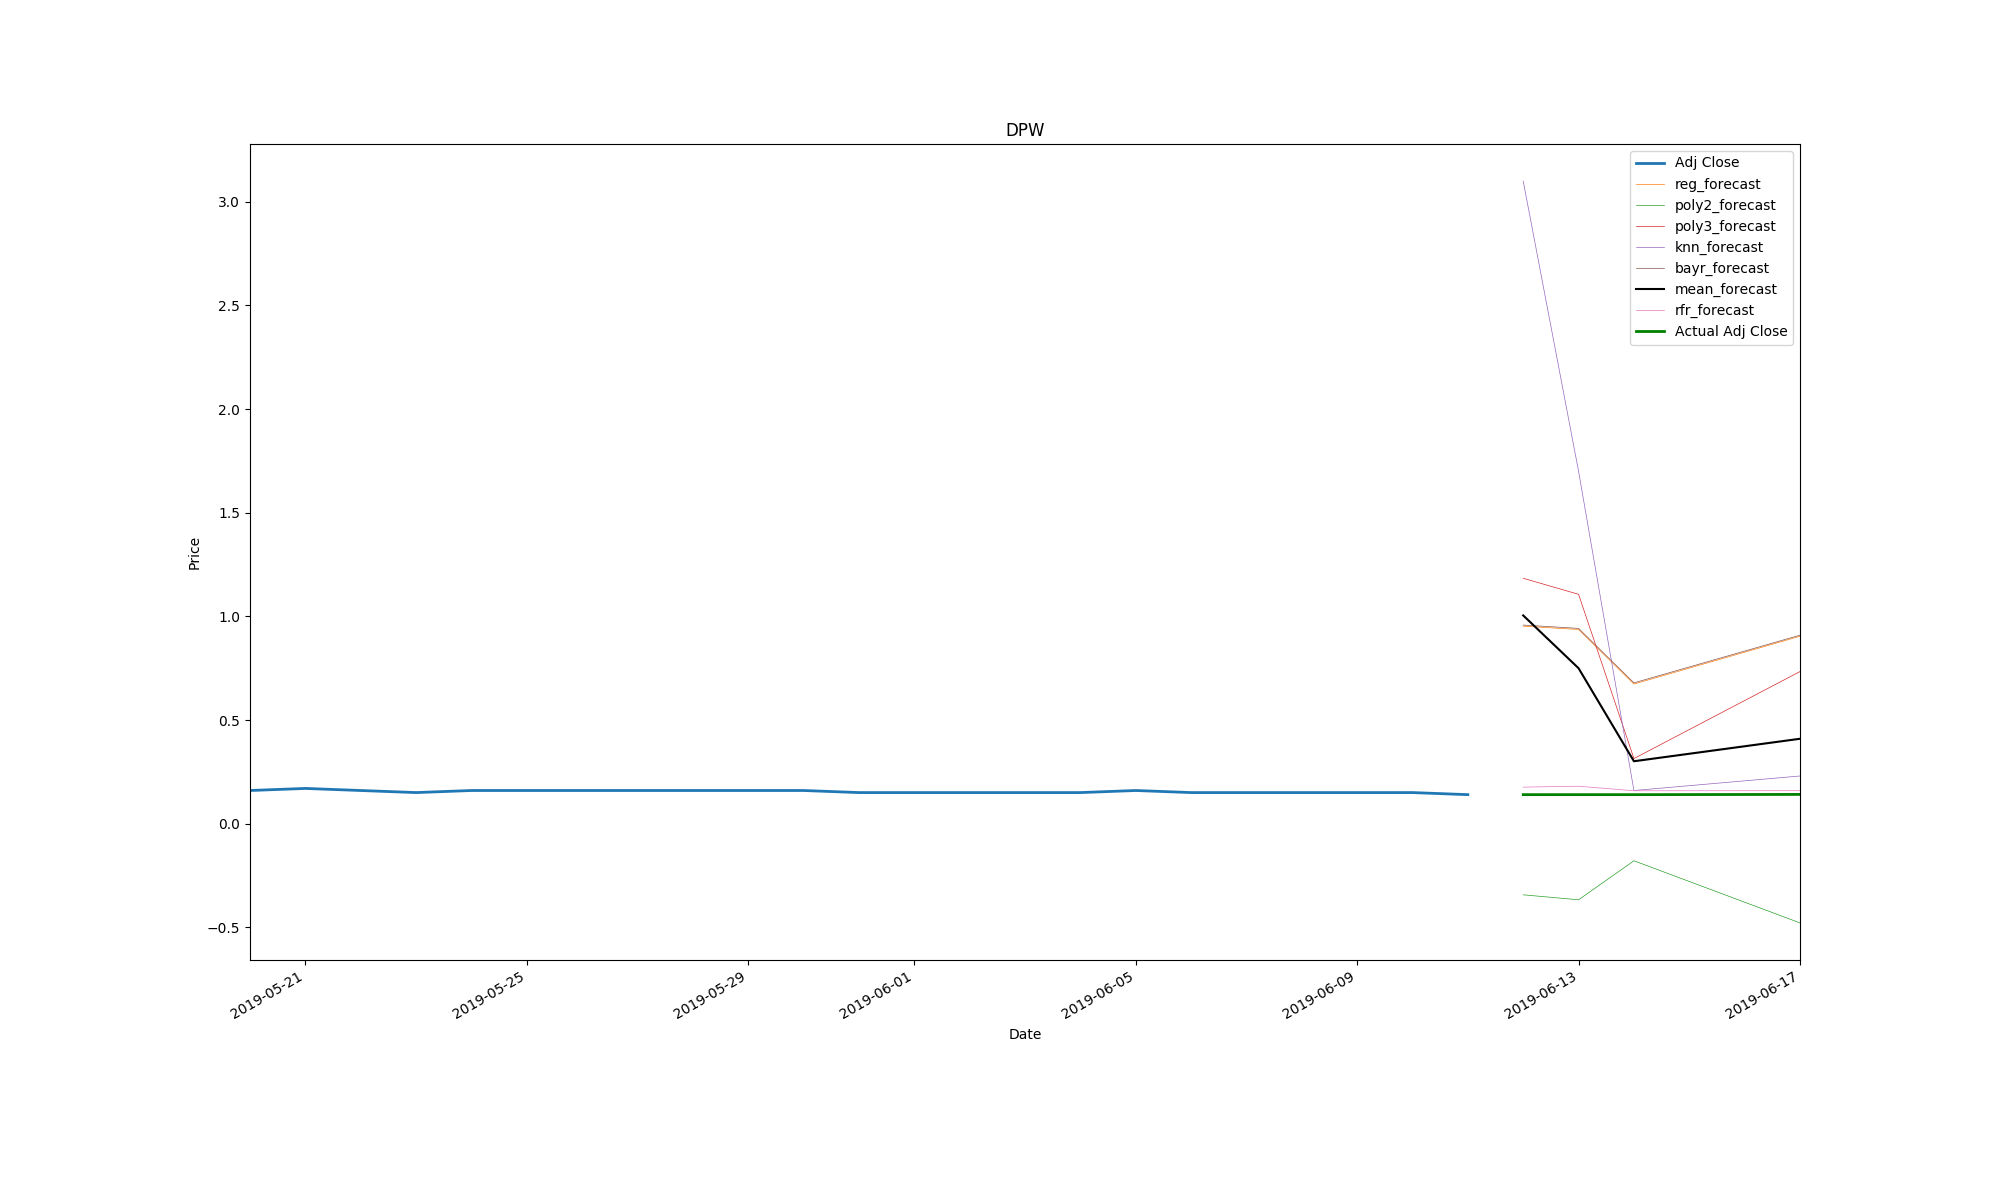 DPW
Adj Close
reg_forecast
poly2_forecast
poly3_forecast
knn_forecast
bayr_forecast
mean_forecast
rfr_forecast
Actual Adj Close
3.0
2.5
2.0
1.5
1.0
0.5
0.0
−0.5
Price
2019-05-21
2019-05-25
2019-05-29
2019-06-01
2019-06-05
2019-06-09
2019-06-13
2019-06-17
Date